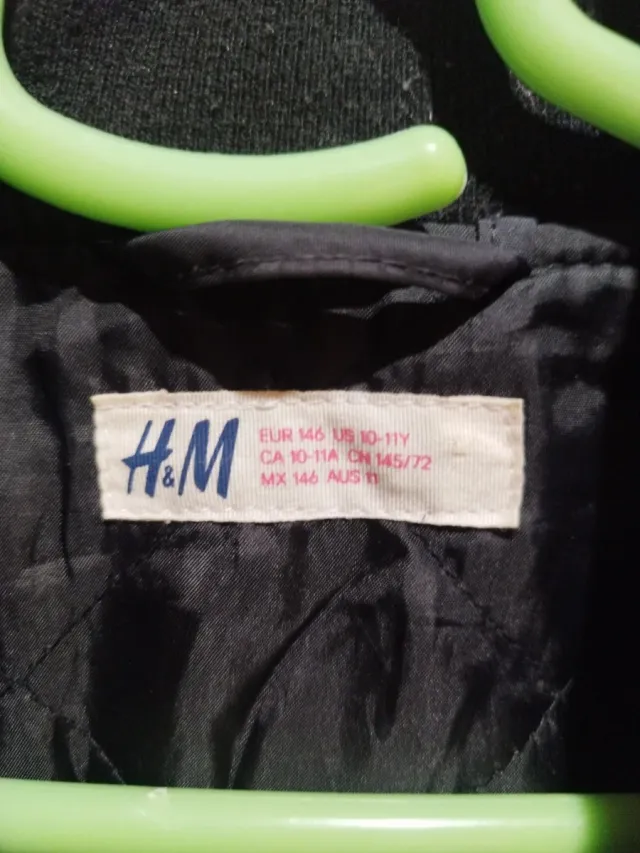 H&M
EUR 146 US 10-11Y
CA 10-11A CN 145/72
MX 146 AUS 11